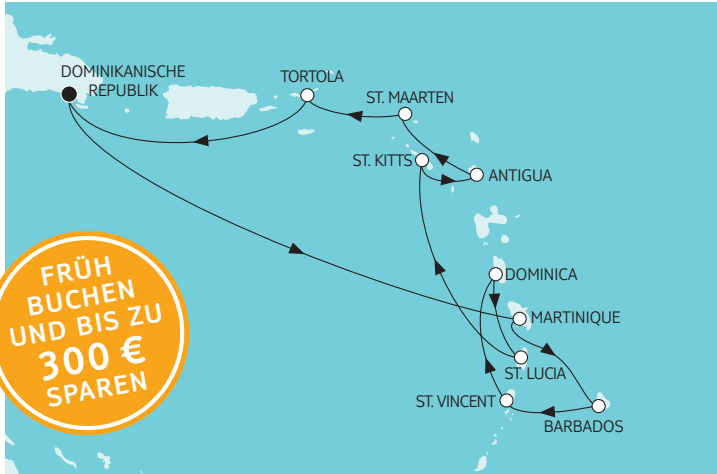 DOMINIKANISCHE
REPUBLIK
TORTOLA
ST. MAARTEN
ST. KITTS
ANTIGUA
DOMINICA
MARTINIQUE
ST. LUCIA
ST. VINCENT
BARBADOS
FRÜH
BUCHEN
UND BIS ZU
300 €
SPAREN